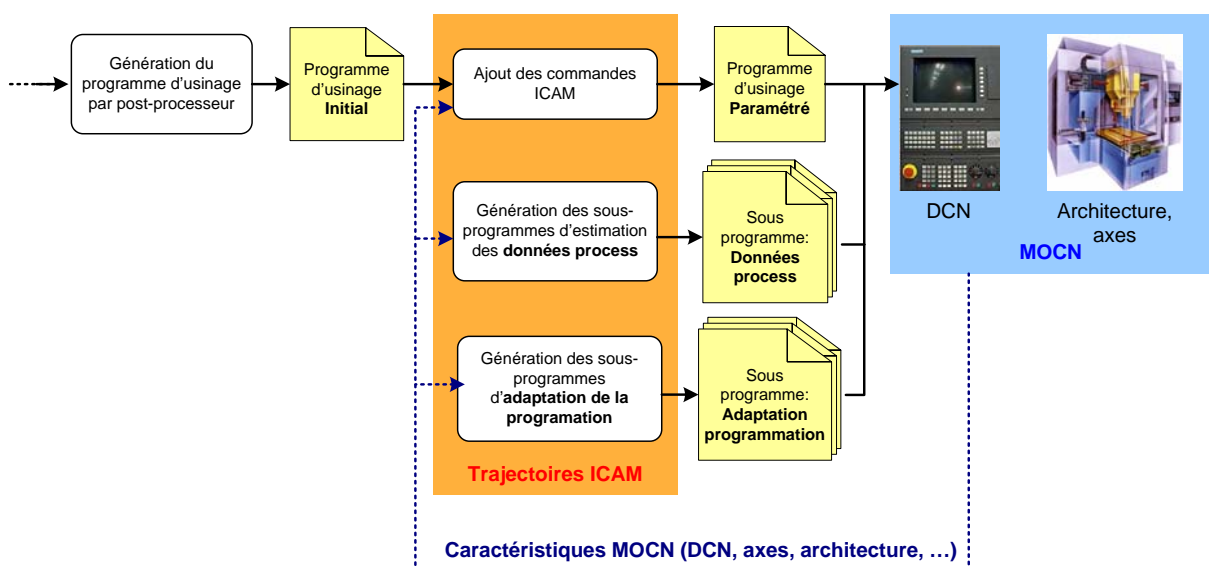 Génération du
programme d'usinage
par post-processeur
Programme
d'usinage
Initial
Ajout des commandes
ICAM
Programme
d'usinage
Paramétré
DCN
Architecture,
axes
MOCN
Génération des sous-
programmes d'estimation
des données process
Sous
programme:
Données
process
Génération des sous-
programmes
d'adaptation de la
programation
Sous
programme:
Adaptation
programmation
Trajectoires ICAM
Caractéristiques MOCN (DCN, axes, architecture, …)